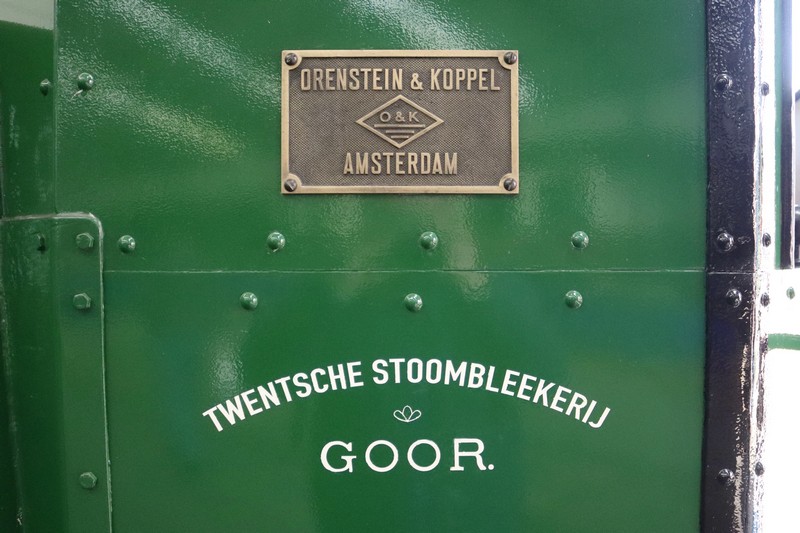 ORENSTEIN & KOPPEL
O & K
AMSTERDAM
TWENTSCHE STOOMBLEEKERIJ
GOOR.